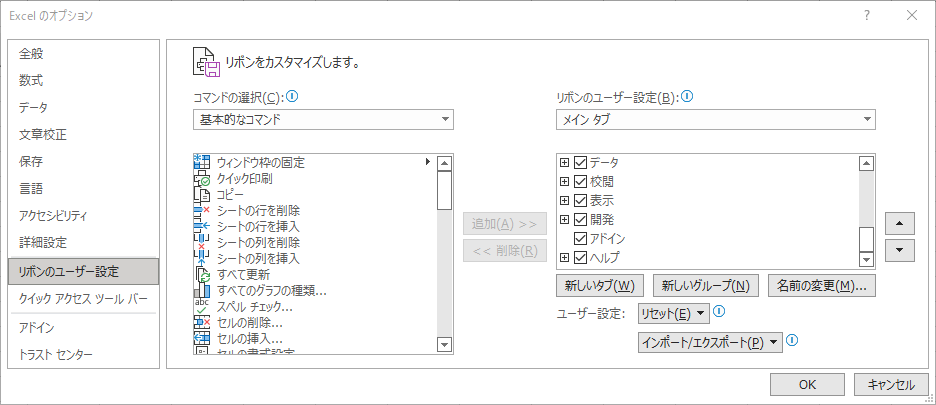 Excel のオプション
全般
数式
データ
文章校正
保存
言語
アクセシビリティ
詳細設定
リボンのユーザー設定
クイック アクセス ツール バー
アドイン
トラスト センター
リボンをカスタマイズします。
コマンドの選択(C):
基本的なコマンド
ウィンドウ枠の固定
クイック印刷
コピー
シートの行を削除
シートの行を挿入
シートの列を削除
シートの列を挿入
すべて更新
すべてのグラフの種類...
スペル チェック...
セルの削除...
セルの挿入...
セルの書式設定
追加(A) >>
<< 削除(R)
リボンのユーザー設定(B):
メイン タブ
データ
校閲
表示
開発
アドイン
ヘルプ
新しいタブ(W)
新しいグループ(N)
名前の変更(M)...
ユーザー設定:
リセット(E)
インポート/エクスポート(P)
OK
キャンセル